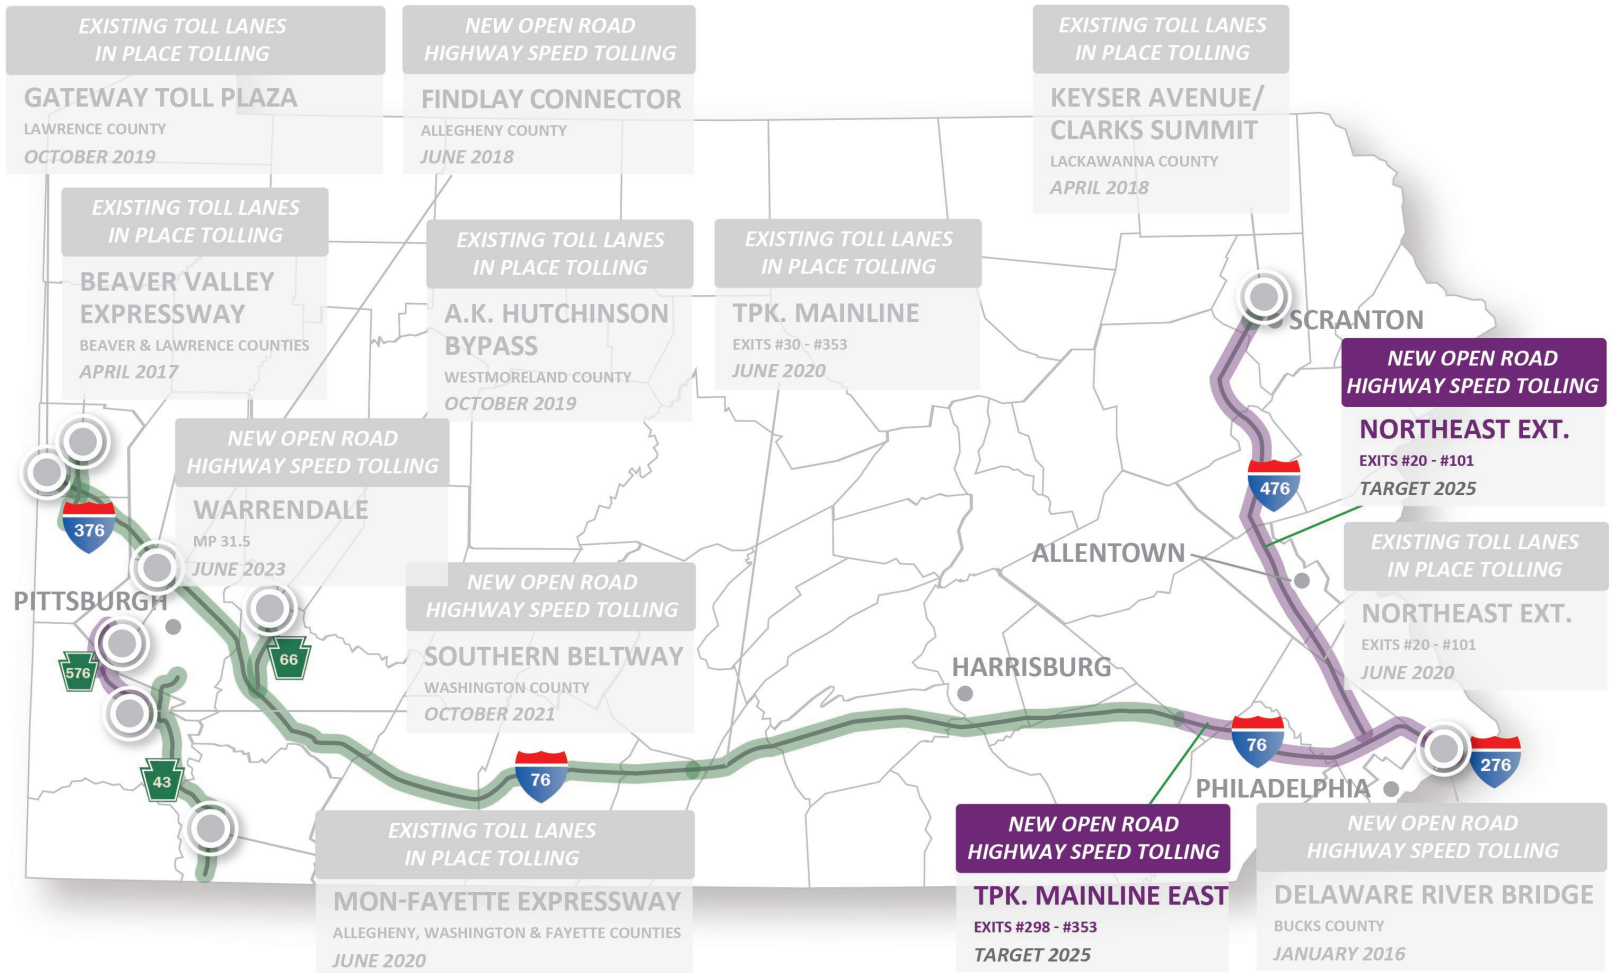 EXISTING TOLL LANES
IN PLACE TOLLING
GATEWAY TOLL PLAZA
LAWRENCE COUNTY
OCTOBER 2019
NEW OPEN ROAD
HIGHWAY SPEED TOLLING
FINDLAY CONNECTOR
ALLEGHENY COUNTY
JUNE 2018
EXISTING TOLL LANES
IN PLACE TOLLING
KEYSER AVENUE/
CLARKS SUMMIT
LACKAWANNA COUNTY
APRIL 2018
EXISTING TOLL LANES
IN PLACE TOLLING
BEAVER VALLEY
EXPRESSWAY
BEAVER & LAWRENCE COUNTIES
APRIL 2017
EXISTING TOLL LANES
IN PLACE TOLLING
A.K. HUTCHINSON
BYPASS
WESTMORELAND COUNTY
OCTOBER 2019
EXISTING TOLL LANES
IN PLACE TOLLING
TPK. MAINLINE
EXITS #30 - #353
JUNE 2020
SCRANTON
NEW OPEN ROAD
HIGHWAY SPEED TOLLING
NORTHEAST EXT.
EXITS #20 - #101
TARGET 2025
476
376
NEW OPEN ROAD
HIGHWAY SPEED TOLLING
WARRENDALE
MP 31.5
JUNE 2023
ALLENTOWN
EXISTING TOLL LANES
IN PLACE TOLLING
NORTHEAST EXT.
EXITS #20 - #101
JUNE 2020
PITTSBURGH
NEW OPEN ROAD
HIGHWAY SPEED TOLLING
SOUTHERN BELTWAY
WASHINGTON COUNTY
OCTOBER 2021
576
66
HARRISBURG
43
76
76
276
PHILADELPHIA
EXISTING TOLL LANES
IN PLACE TOLLING
MON-FAYETTE EXPRESSWAY
ALLEGHENY, WASHINGTON & FAYETTE COUNTIES
JUNE 2020
NEW OPEN ROAD
HIGHWAY SPEED TOLLING
TPK. MAINLINE EAST
EXITS #298 - #353
TARGET 2025
NEW OPEN ROAD
HIGHWAY SPEED TOLLING
DELAWARE RIVER BRIDGE
BUCKS COUNTY
JANUARY 2016